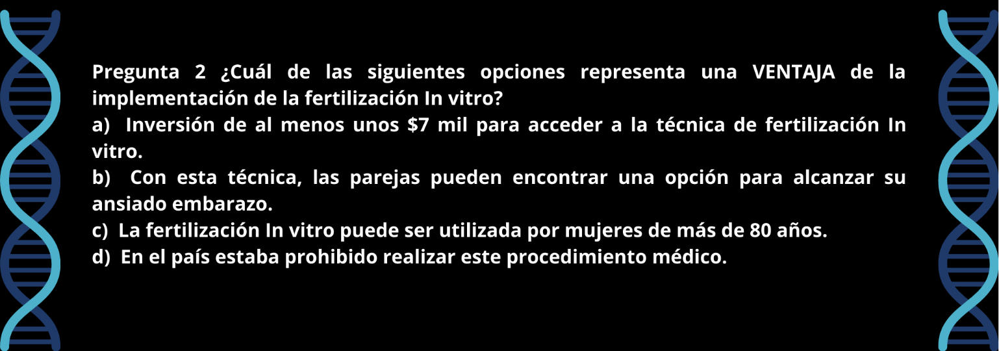 Pregunta 2 ¿Cuál de las siguientes opciones representa una VENTAJA de la
implementación de la fertilización In vitro?
a) Inversión de al menos unos $7 mil para acceder a la técnica de fertilización In
vitro.
b) Con esta técnica, las parejas pueden encontrar una opción para alcanzar su
ansiado embarazo.
c) La fertilización In vitro puede ser utilizada por mujeres de más de 80 años.
d) En el país estaba prohibido realizar este procedimiento médico.